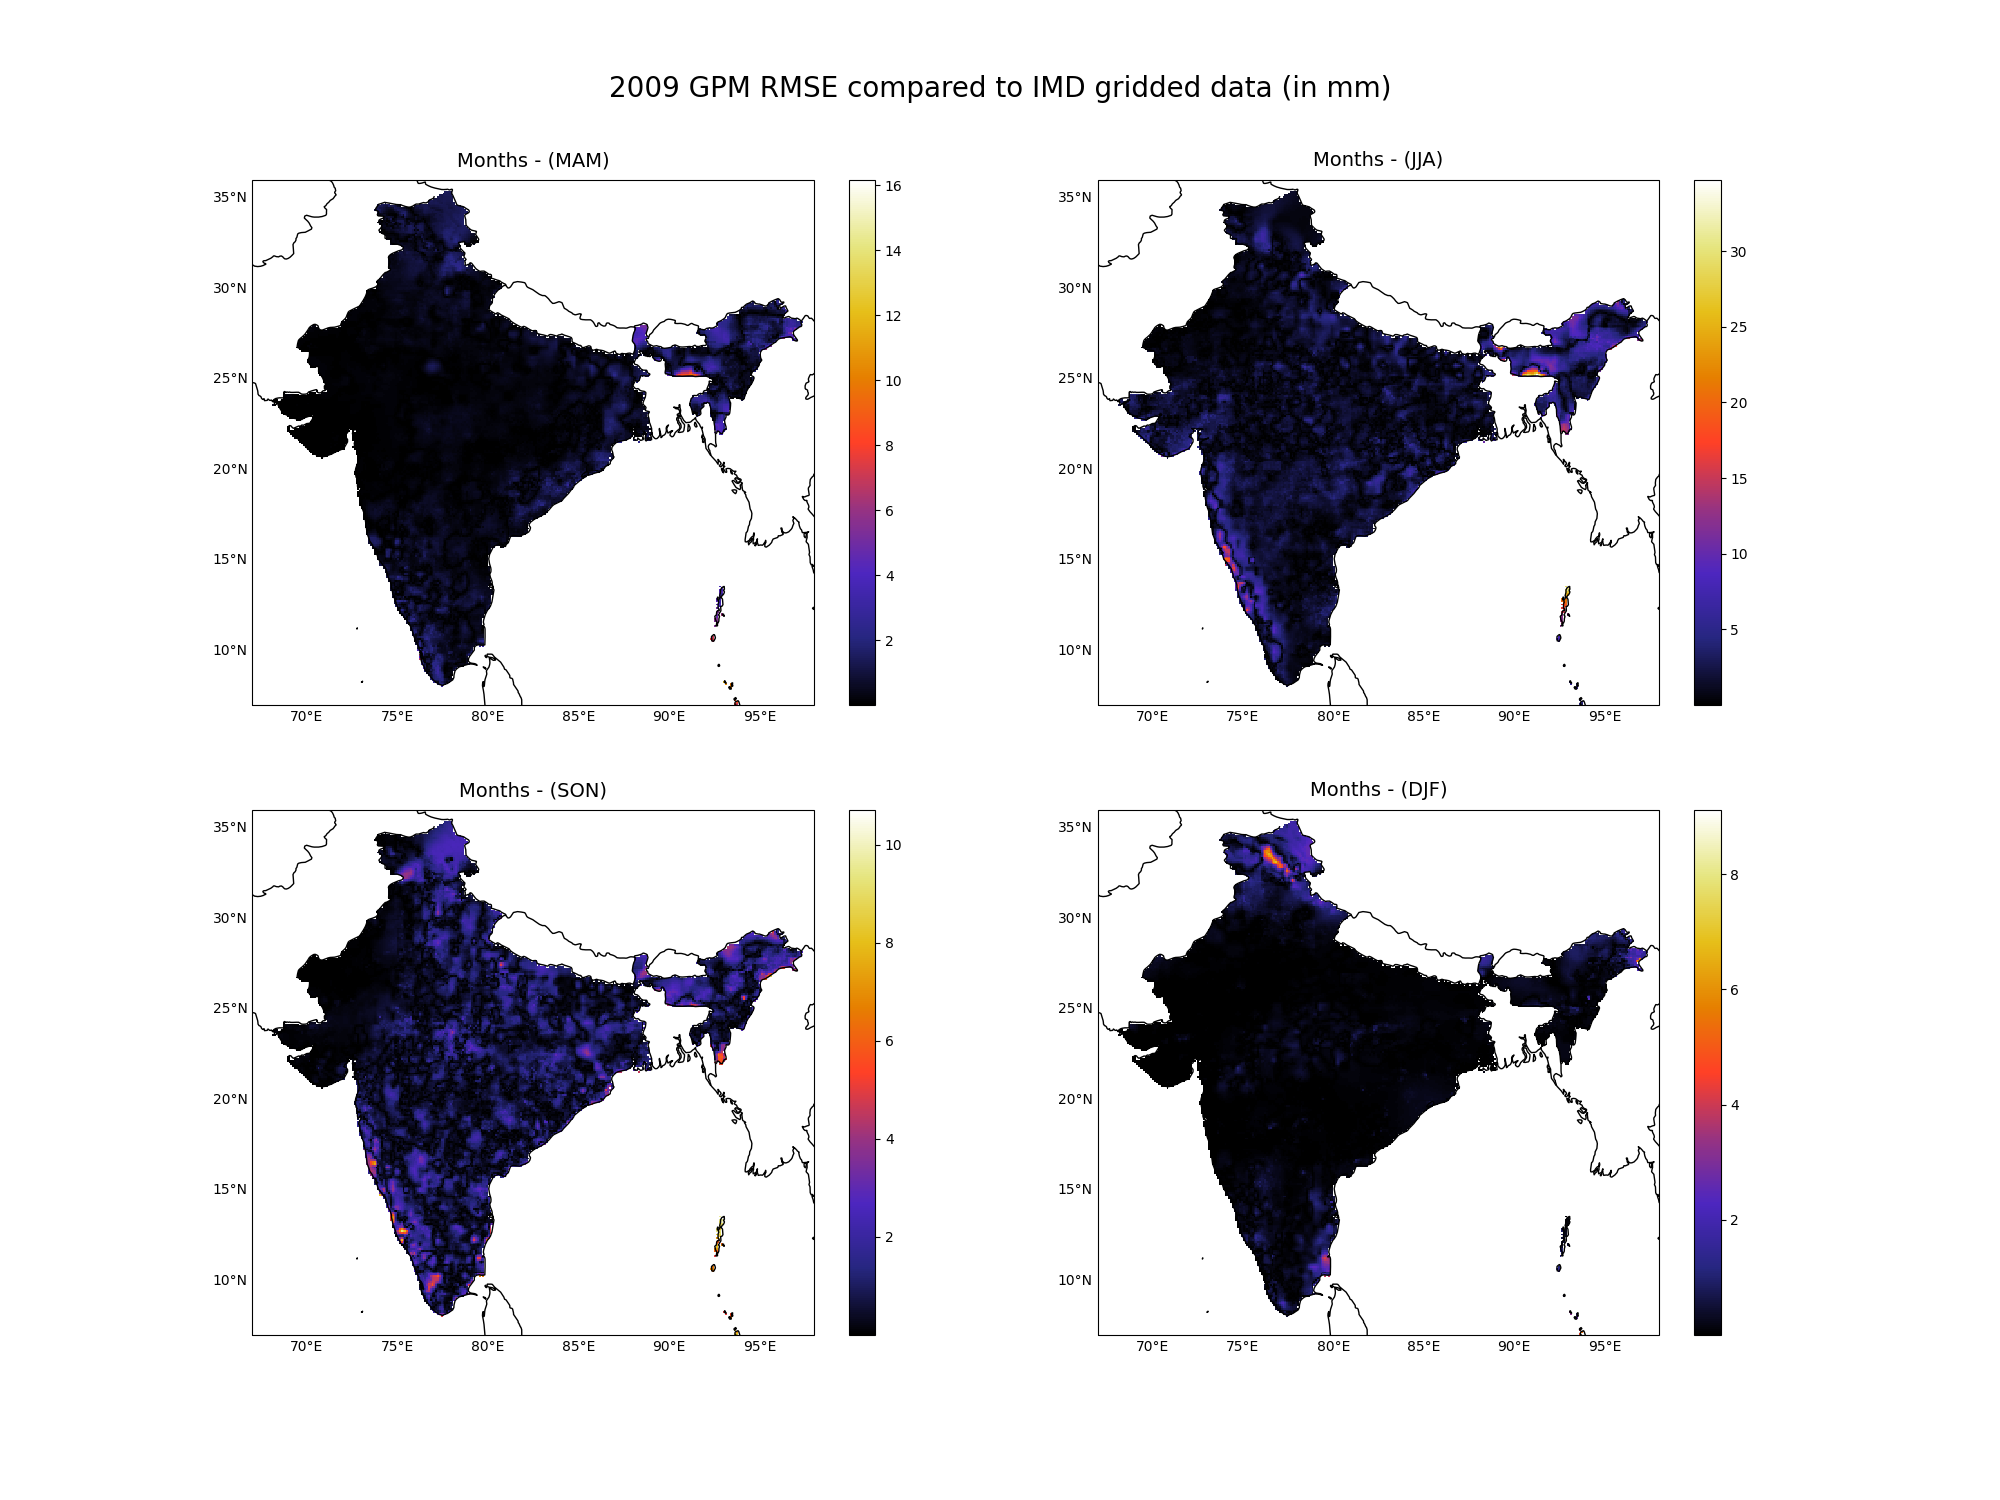 2009 GPM RMSE compared to IMD gridded data (in mm)
Months - (MAM)
35°N
30°N
25°N
20°N
15°N
10°N
70°E 75°E 80°E 85°E 90°E 95°E
16
14
12
10
8
6
4
2
Months - (JJA)
35°N
30°N
25°N
20°N
15°N
10°N
70°E 75°E 80°E 85°E 90°E 95°E
30
25
20
15
10
5
Months - (SON)
35°N
30°N
25°N
20°N
15°N
10°N
70°E 75°E 80°E 85°E 90°E 95°E
10
8
6
4
2
Months - (DJF)
35°N
30°N
25°N
20°N
15°N
10°N
70°E 75°E 80°E 85°E 90°E 95°E
8
6
4
2